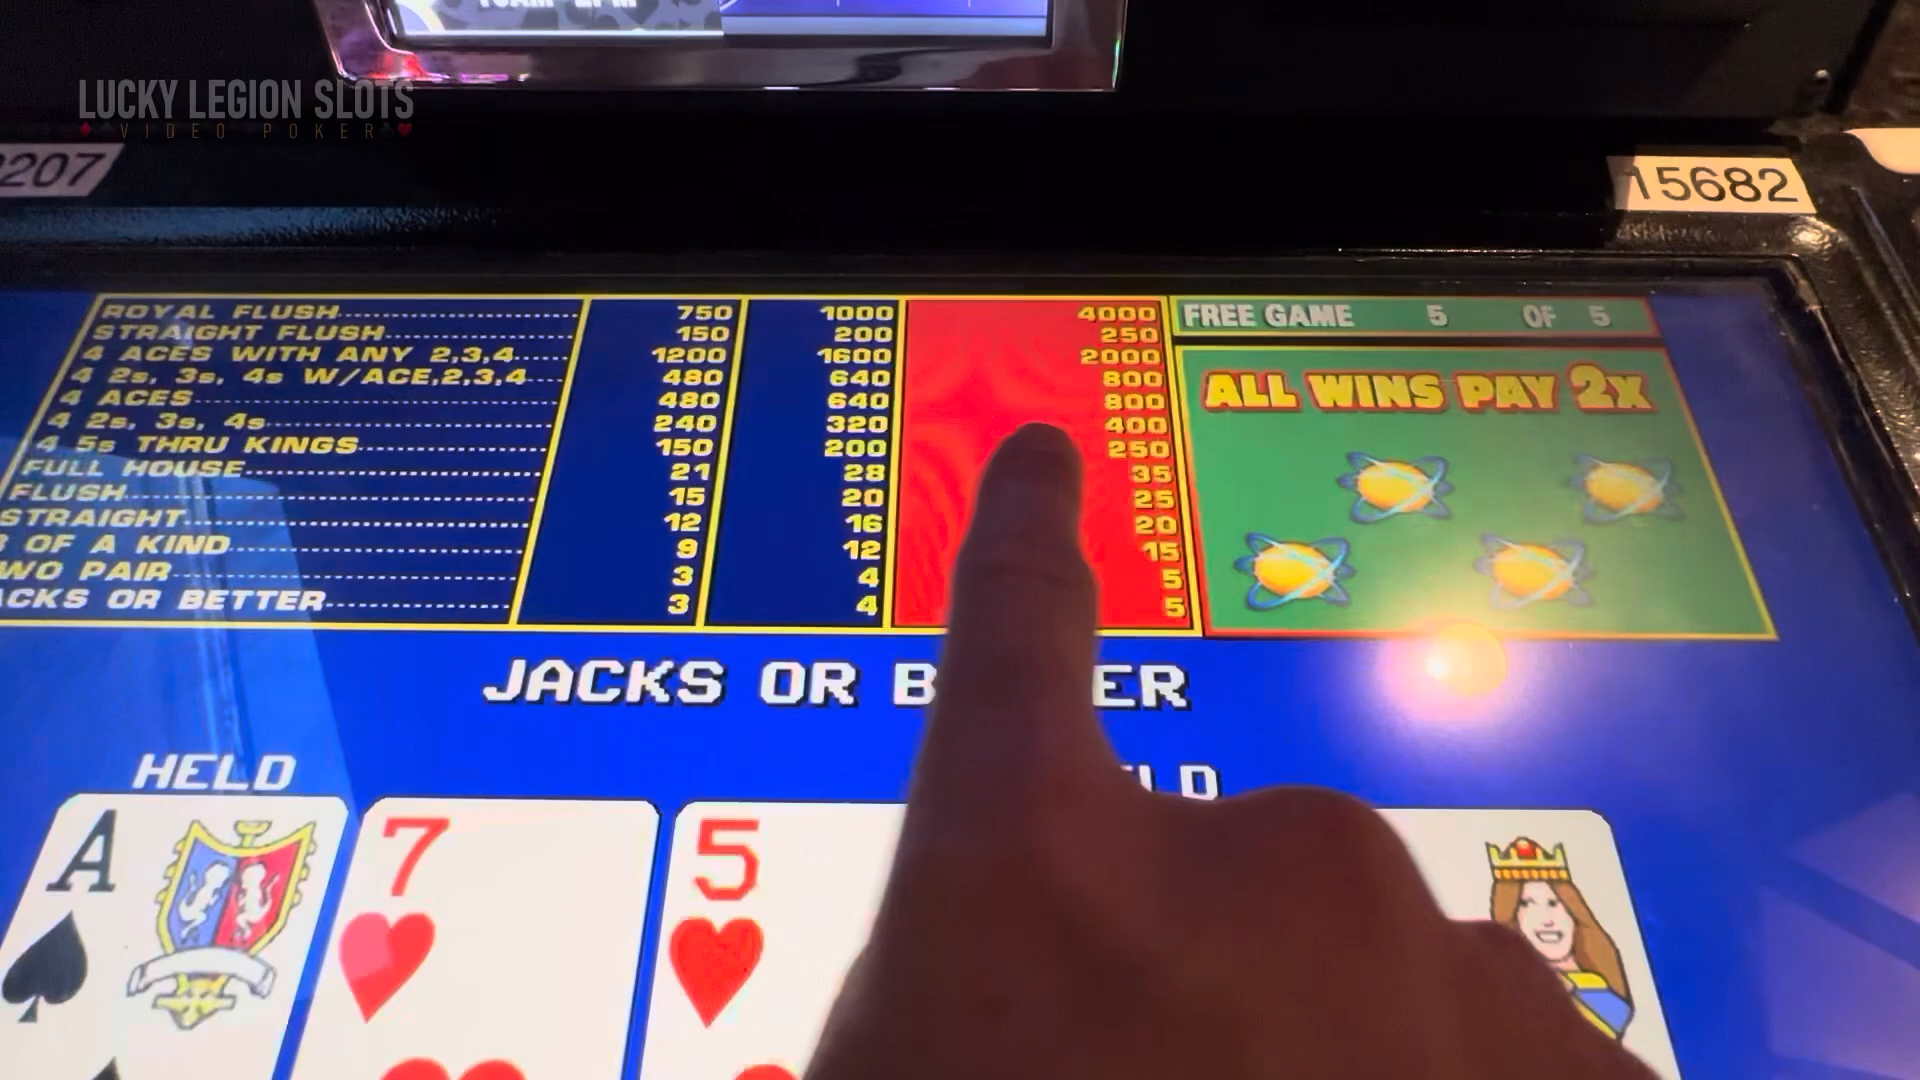 LUCKY LEGION SLOTS
VIDEO POKER
207
15682
ROYAL FLUSH 750 1000 4000
STRAIGHT FLUSH 150 200 250
4 ACES WITH ANY 2,3,4 1200 1600 2000
4 2s, 3s, 4s W/ACE,2,3,4 480 640 800
4 ACES 480 640 800
4 2s, 3s, 4s 240 320 400
4 5s THRU KINGS 150 200 250
FULL HOUSE 21 28 35
FLUSH 15 20 25
STRAIGHT 12 16 20
3 OF A KIND 9 12 15
WO PAIR 3 4 5
ACKS OR BETTER 3 4 5
FREE GAME 5 OF 5
ALL WINS PAY 2X
JACKS OR B ER
HELD
LD
A
7
5